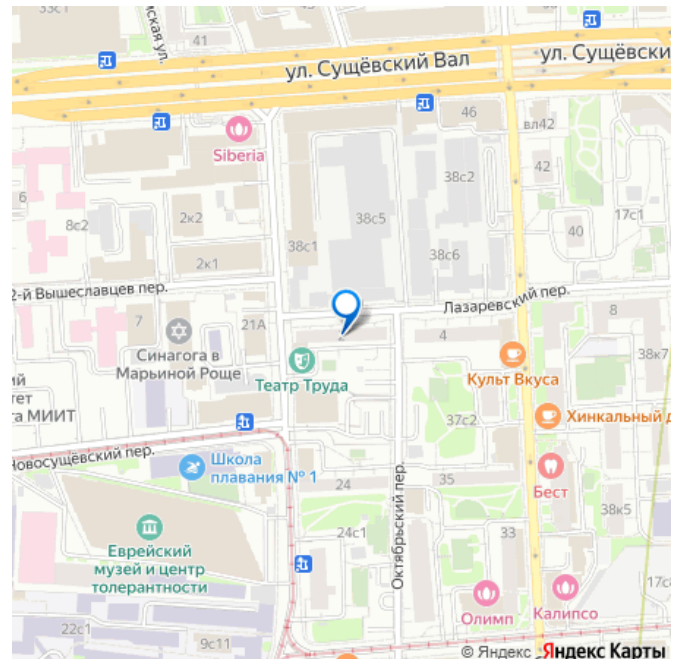 33с1
41
ул. Сущёвский Вал
ул. Сущёвски
Siberia
46
вл42
6
8с2
2к2
38с5
38с2
42
17с1
40
38с1
38с6
2к1
2-й Вышеславцев пер.
Лазаревский пер.
7
21А
Синагога в
Марьиной Роще
4
8
38к7
Культ Вкуса
Театр Труда
ий
тет
та МИИТ
37с2
Хинкальный д
Новосущёвский пер.
Школа
плавания № 1
24
35
Бест
38к5
Октябрьский пер.
24с1
33
Еврейский
музей и центр
толерантности
Олимп
Калипсо
17с
22с1
9с11
© Яндекс Яндекс Карты